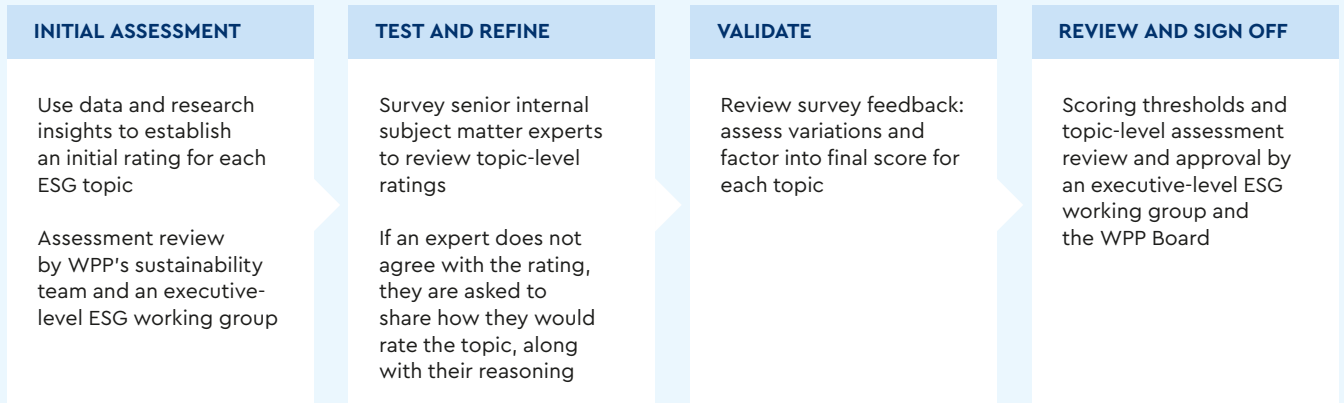 INITIAL ASSESSMENT
Use data and research
insights to establish
an initial rating for each
ESG topic
Assessment review
by WPP's sustainability
team and an executive-
level ESG working group
TEST AND REFINE
Survey senior internal
subject matter experts
to review topic-level
ratings
If an expert does not
agree with the rating,
they are asked to
share how they would
rate the topic, along
with their reasoning
VALIDATE
Review survey feedback:
assess variations and
factor into final score for
each topic
REVIEW AND SIGN OFF
Scoring thresholds and
topic-level assessment
review and approval by
an executive-level ESG
working group and
the WPP Board